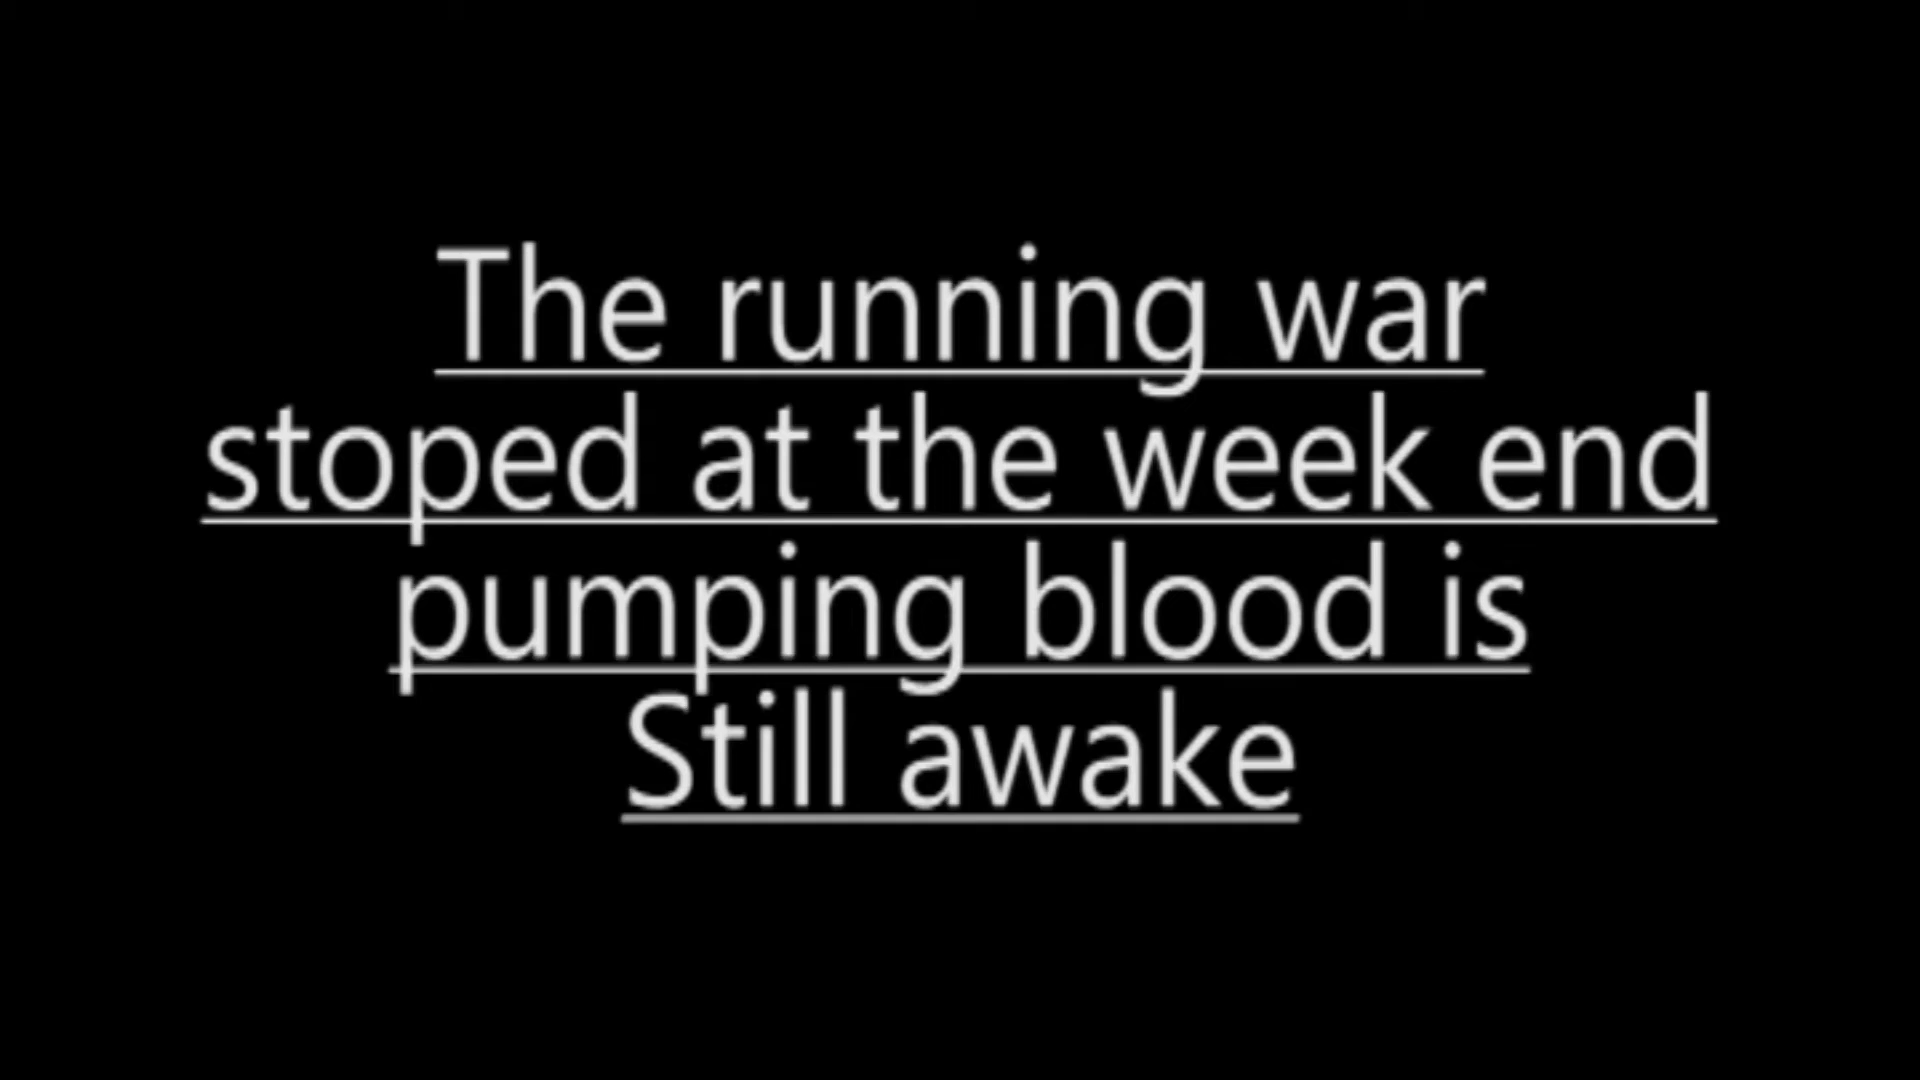 The running war
stoped at the week end
pumping blood is
Still awake